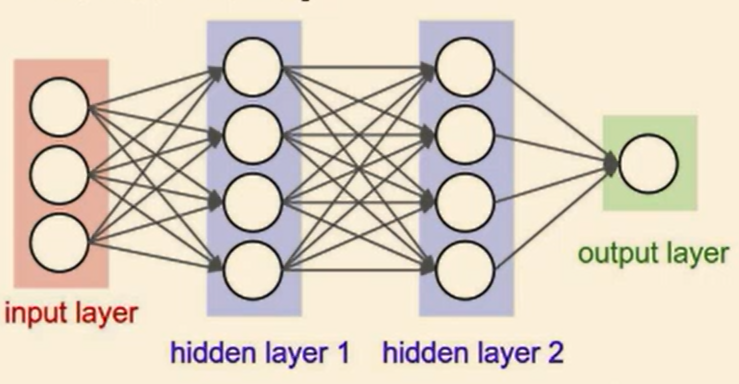 output layer
input layer
hidden layer 1
hidden layer 2